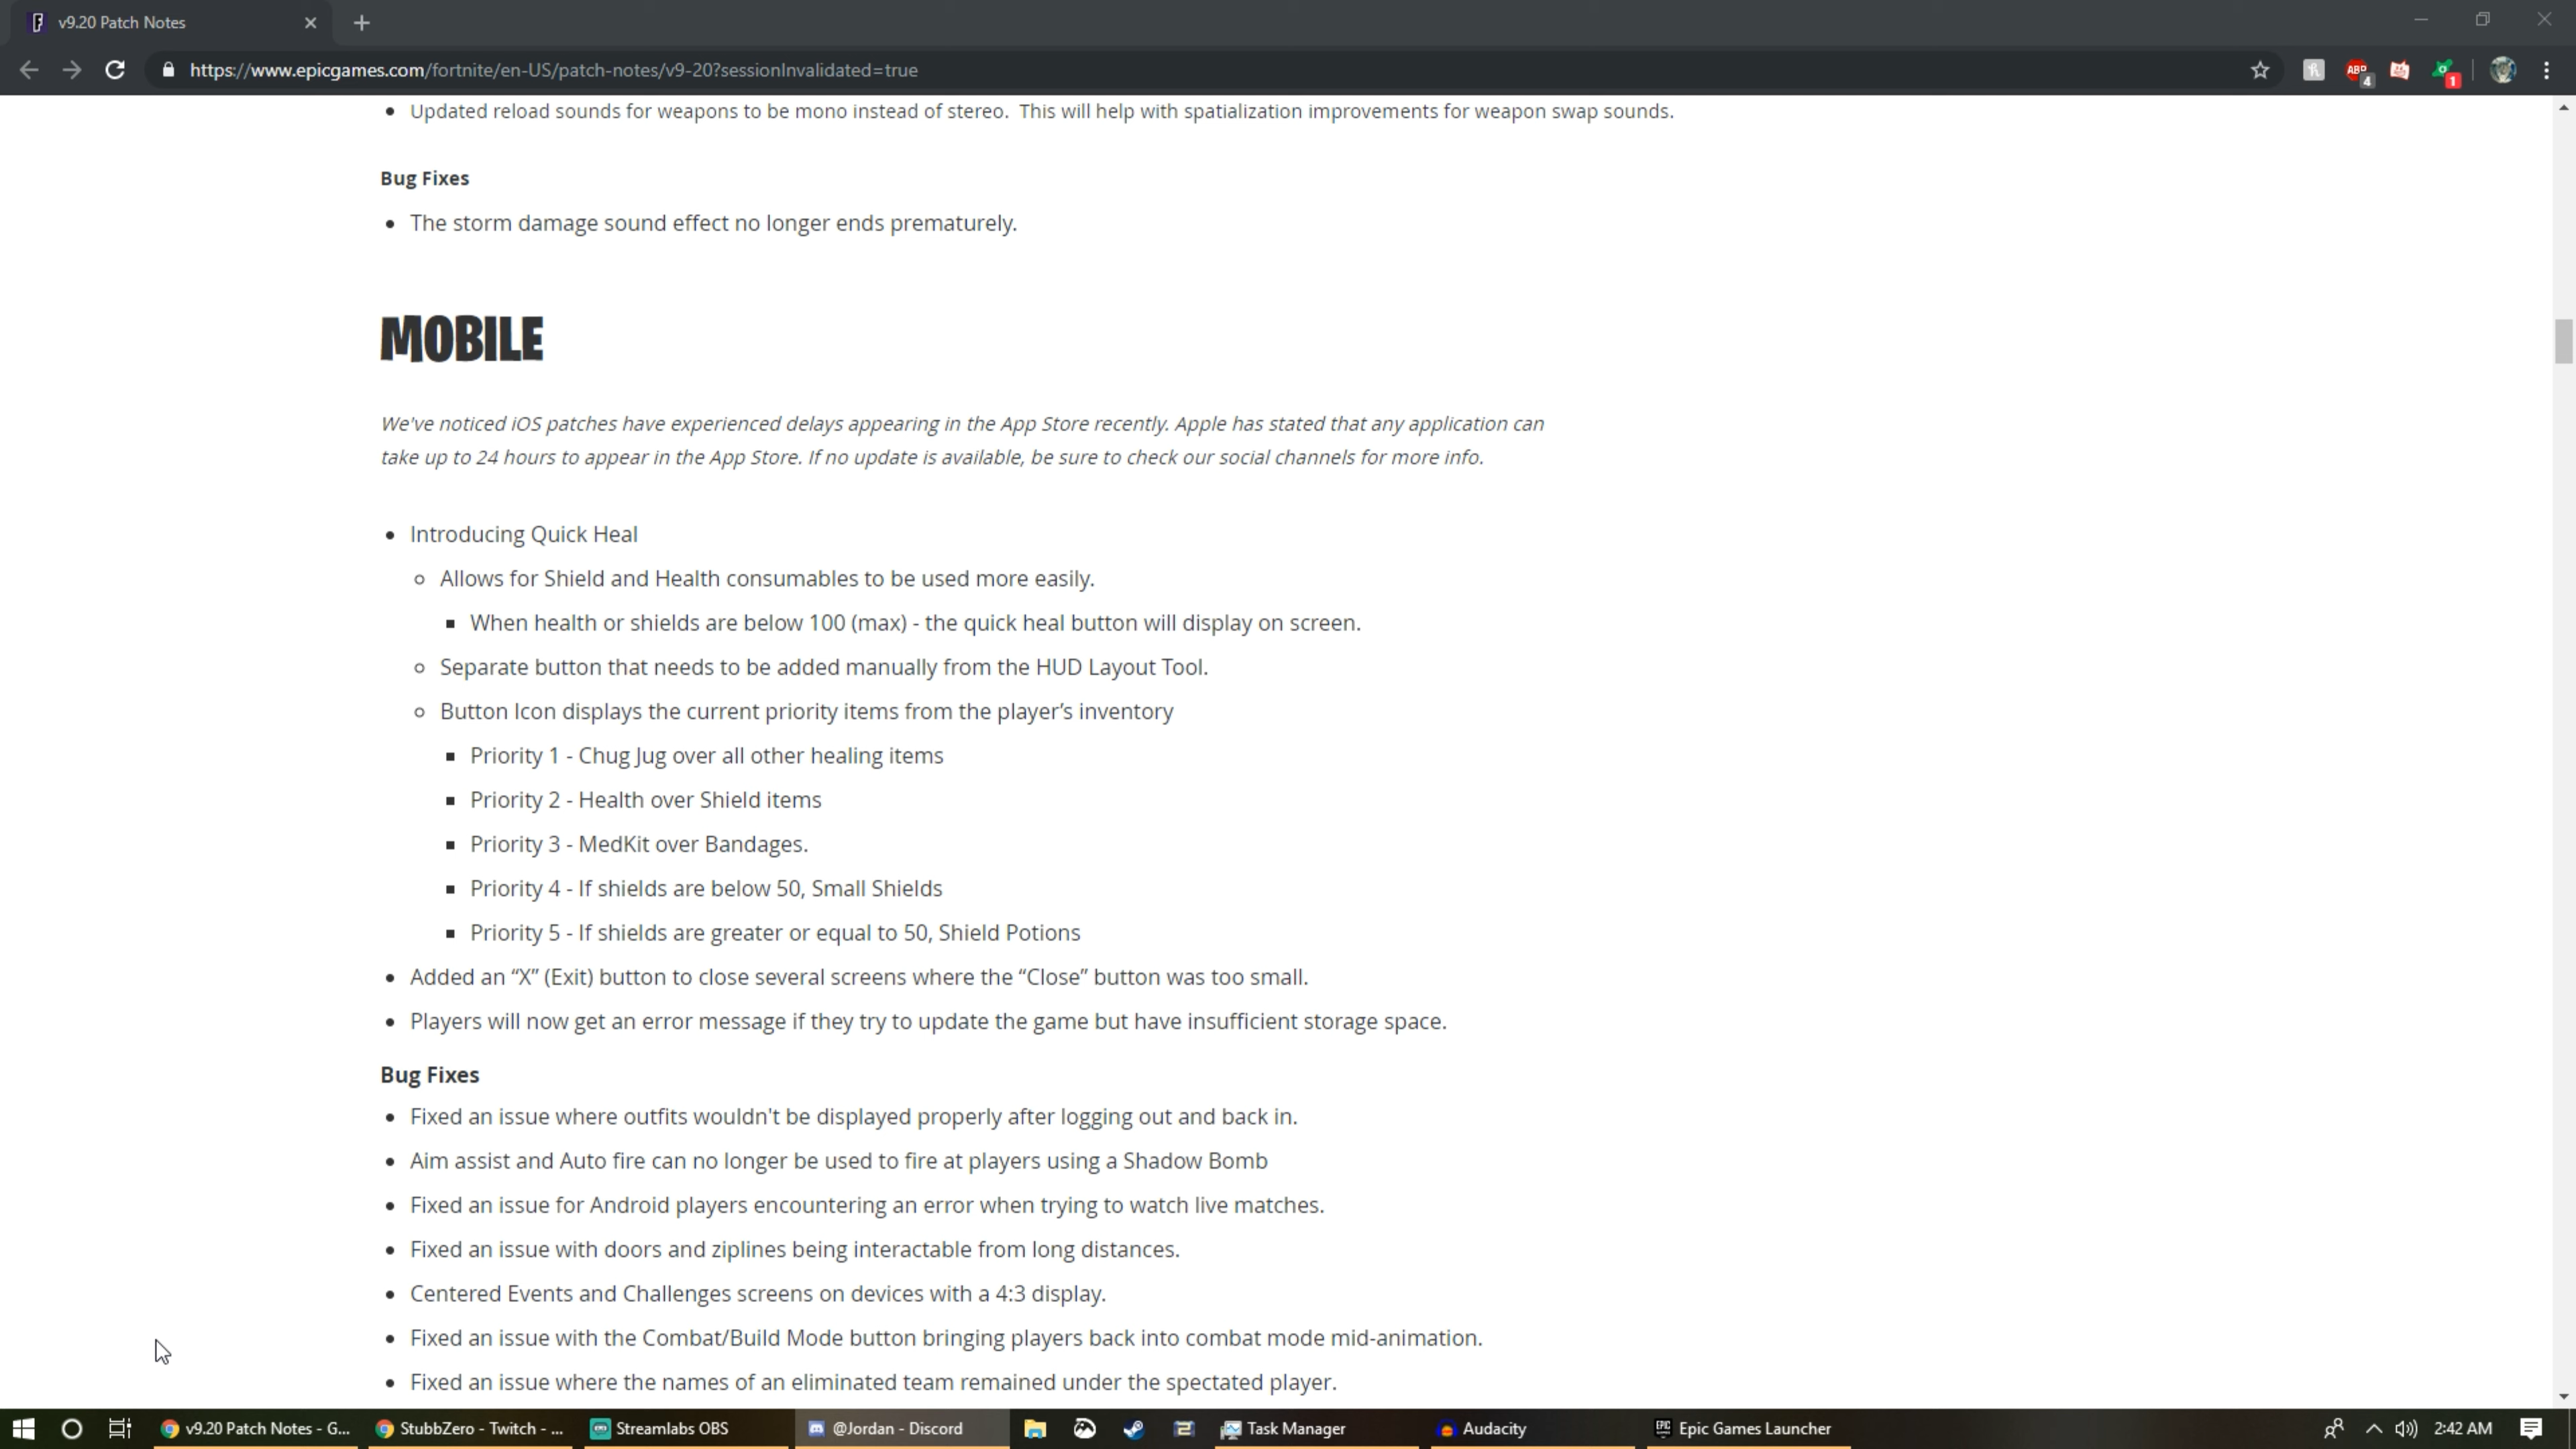 v9.20 Patch Notes
https://www.epicgames.com/fortnite/en-US/patch-notes/v9-20?sessionInvalidated=true
ABP 4
1
• Updated reload sounds for weapons to be mono instead of stereo.  This will help with spatialization improvements for weapon swap sounds.
Bug Fixes
• The storm damage sound effect no longer ends prematurely.
MOBILE
We've noticed iOS patches have experienced delays appearing in the App Store recently. Apple has stated that any application can
take up to 24 hours to appear in the App Store. If no update is available, be sure to check our social channels for more info.
• Introducing Quick Heal
○ Allows for Shield and Health consumables to be used more easily.
▪ When health or shields are below 100 (max) - the quick heal button will display on screen.
○ Separate button that needs to be added manually from the HUD Layout Tool.
○ Button Icon displays the current priority items from the player’s inventory
▪ Priority 1 - Chug Jug over all other healing items
▪ Priority 2 - Health over Shield items
▪ Priority 3 - MedKit over Bandages.
▪ Priority 4 - If shields are below 50, Small Shields
▪ Priority 5 - If shields are greater or equal to 50, Shield Potions
• Added an “X” (Exit) button to close several screens where the “Close” button was too small.
• Players will now get an error message if they try to update the game but have insufficient storage space.
Bug Fixes
• Fixed an issue where outfits wouldn't be displayed properly after logging out and back in.
• Aim assist and Auto fire can no longer be used to fire at players using a Shadow Bomb
• Fixed an issue for Android players encountering an error when trying to watch live matches.
• Fixed an issue with doors and ziplines being interactable from long distances.
• Centered Events and Challenges screens on devices with a 4:3 display.
• Fixed an issue with the Combat/Build Mode button bringing players back into combat mode mid-animation.
• Fixed an issue where the names of an eliminated team remained under the spectated player.
v9.20 Patch Notes - G... StubbZero - Twitch - ... Streamlabs OBS @Jordan - Discord Task Manager Audacity Epic Games Launcher 2:42 AM